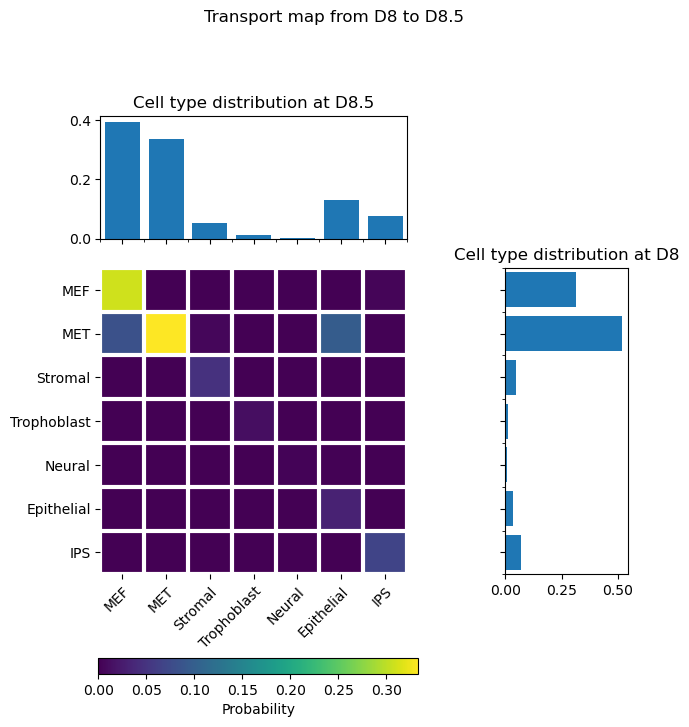 Transport map from D8 to D8.5
Cell type distribution at D8.5
0.4
0.2
0.0
Cell type distribution at D8
MEF
MET
Stromal
Trophoblast
Neural
Epithelial
IPS
0.00 0.25 0.50
MEF MET Stromal Trophoblast Neural Epithelial IPS
0.00 0.05 0.10 0.15 0.20 0.25 0.30
Probability